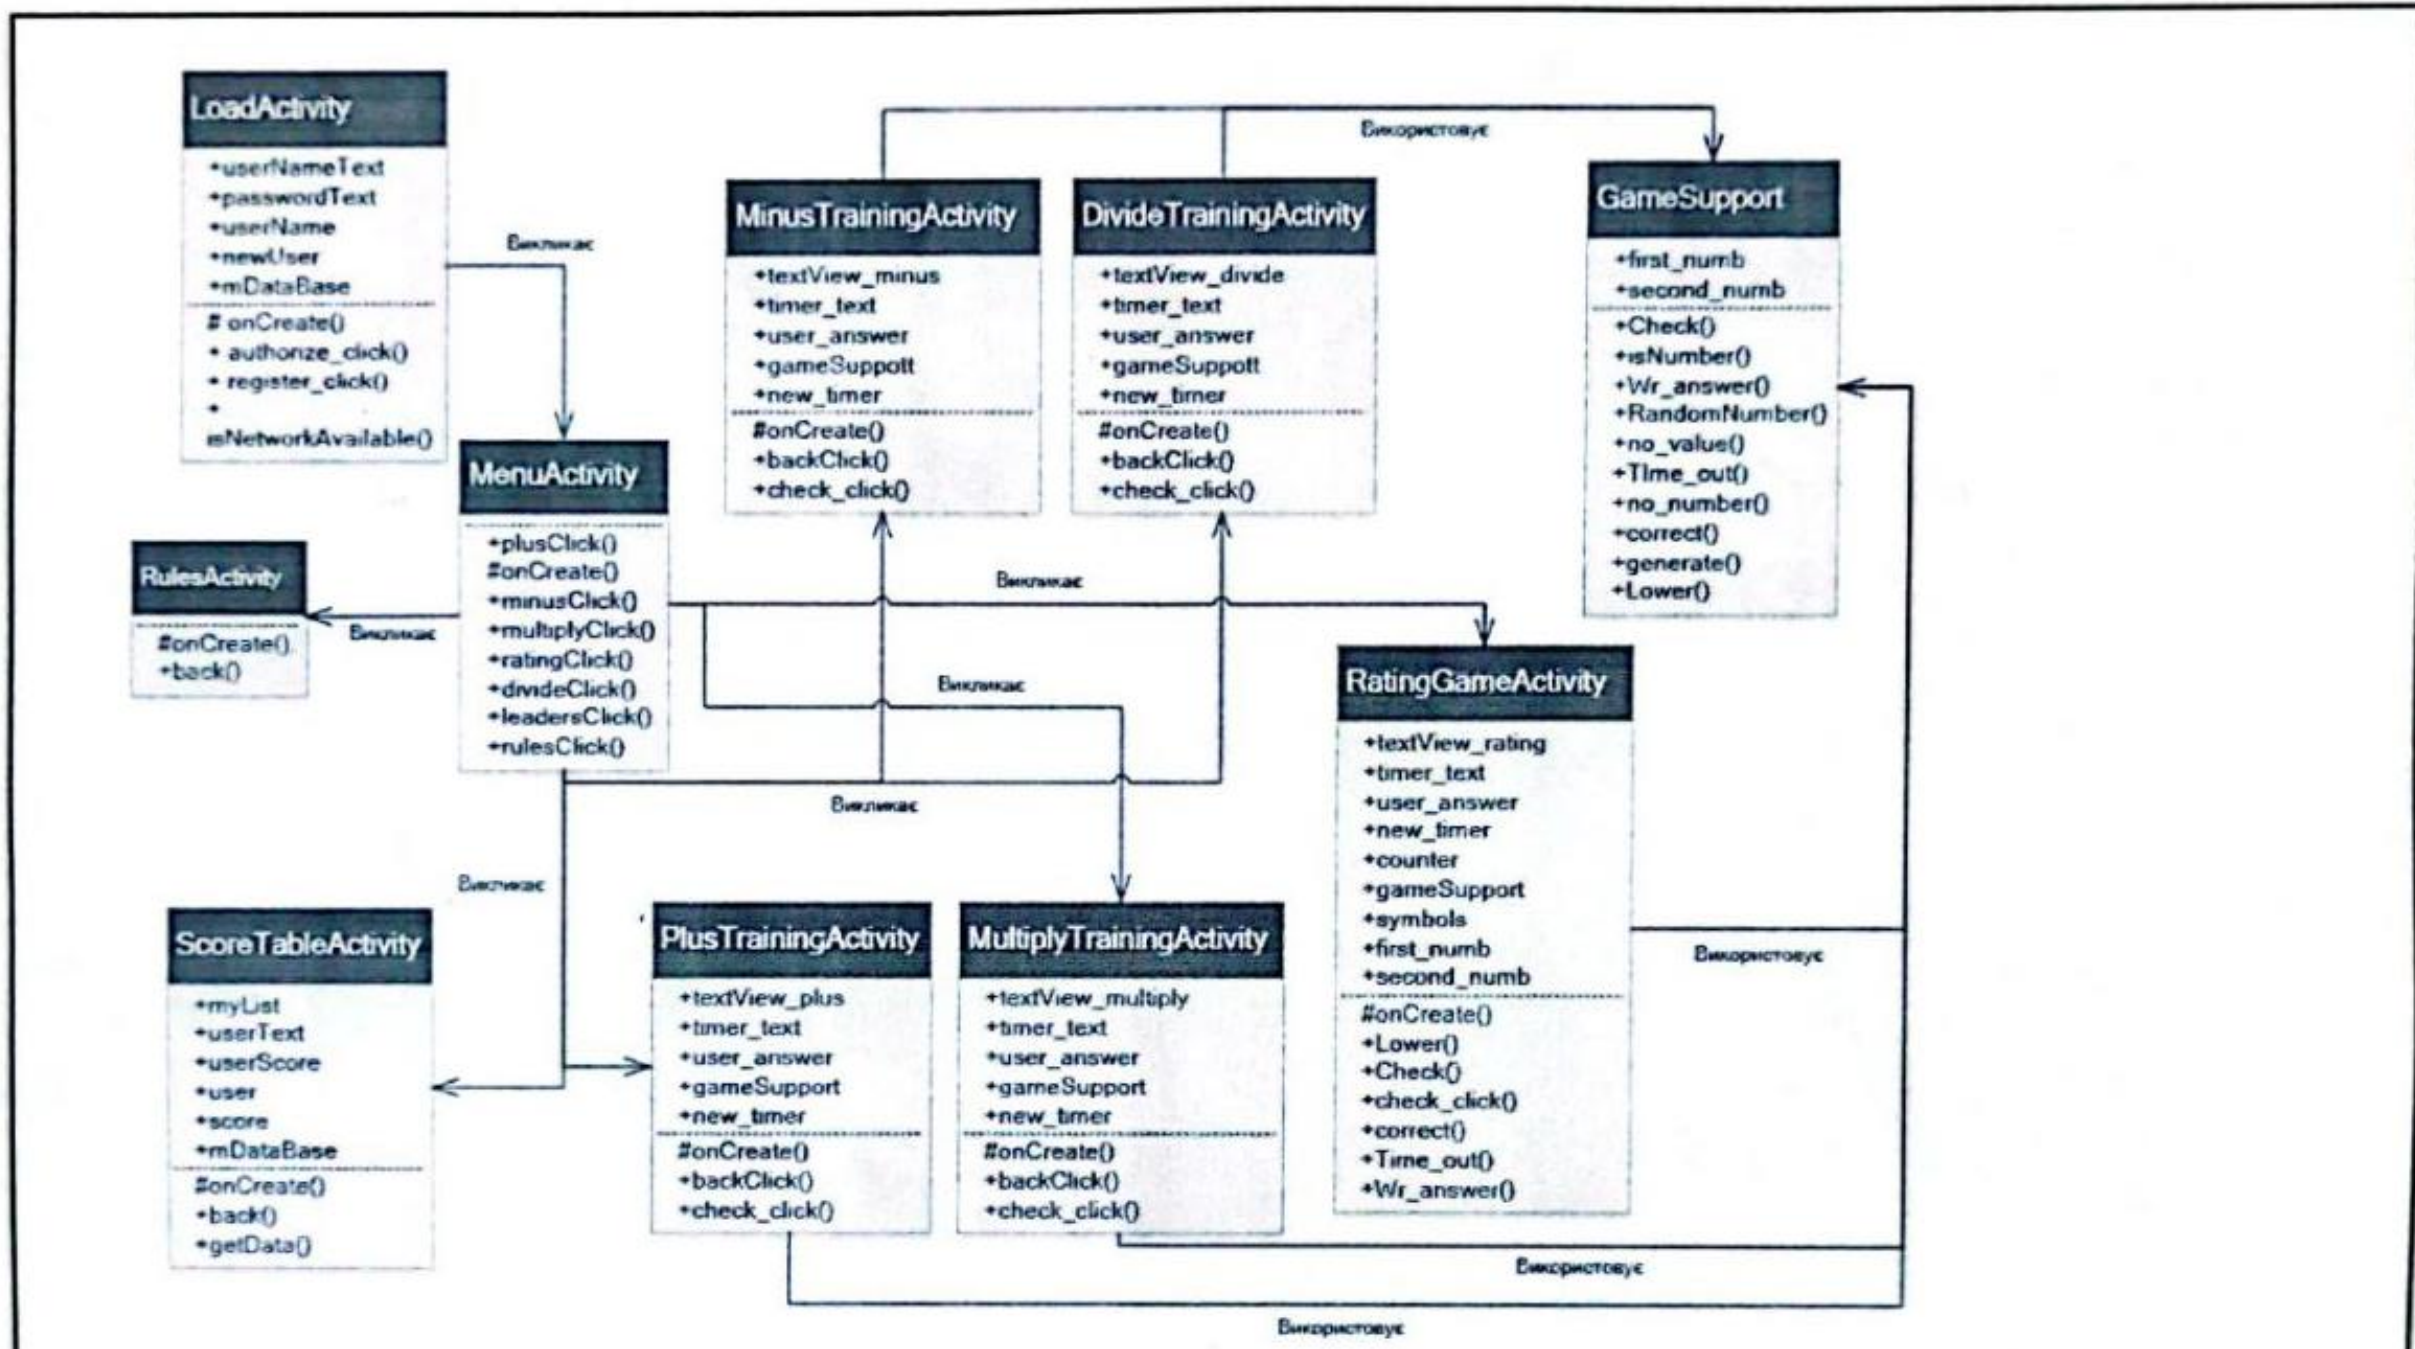 LoadActivity
+userNameText
+passwordText
+userName
+newUser
+mDataBase
# onCreate()
+ authorize_click()
+ register_click()
+
isNetworkAvailable()
Викликає
MenuActivity
+plusClick()
#onCreate()
+minusClick()
+multiplyClick()
+ratingClick()
+divideClick()
+leadersClick()
+rulesClick()
RulesActivity
#onCreate()
+back()
Викликає
MinusTrainingActivity
+textView_minus
+timer_text
+user_answer
+gameSuppott
+new_timer
#onCreate()
+backClick()
+check_click()
DivideTrainingActivity
+textView_divide
+timer_text
+user_answer
+gameSuppott
+new_timer
#onCreate()
+backClick()
+check_click()
Використовує
GameSupport
+first_numb
+second_numb
+Check()
+isNumber()
+Wr_answer()
+RandomNumber()
+no_value()
+TIme_out()
+no_number()
+correct()
+generate()
+Lower()
Викликає
Викликає
Викликає
Викликає
RatingGameActivity
+textView_rating
+timer_text
+user_answer
+new_timer
+counter
+gameSupport
+symbols
+first_numb
+second_numb
#onCreate()
+Lower()
+Check()
+check_click()
+correct()
+Time_out()
+Wr_answer()
Використовує
ScoreTableActivity
+myList
+userText
+userScore
+user
+score
+mDataBase
#onCreate()
+back()
+getData()
PlusTrainingActivity
+textView_plus
+timer_text
+user_answer
+gameSupport
+new_timer
#onCreate()
+backClick()
+check_click()
MultiplyTrainingActivity
+textView_multiply
+timer_text
+user_answer
+gameSupport
+new_timer
#onCreate()
+backClick()
+check_click()
Використовує
Використовує